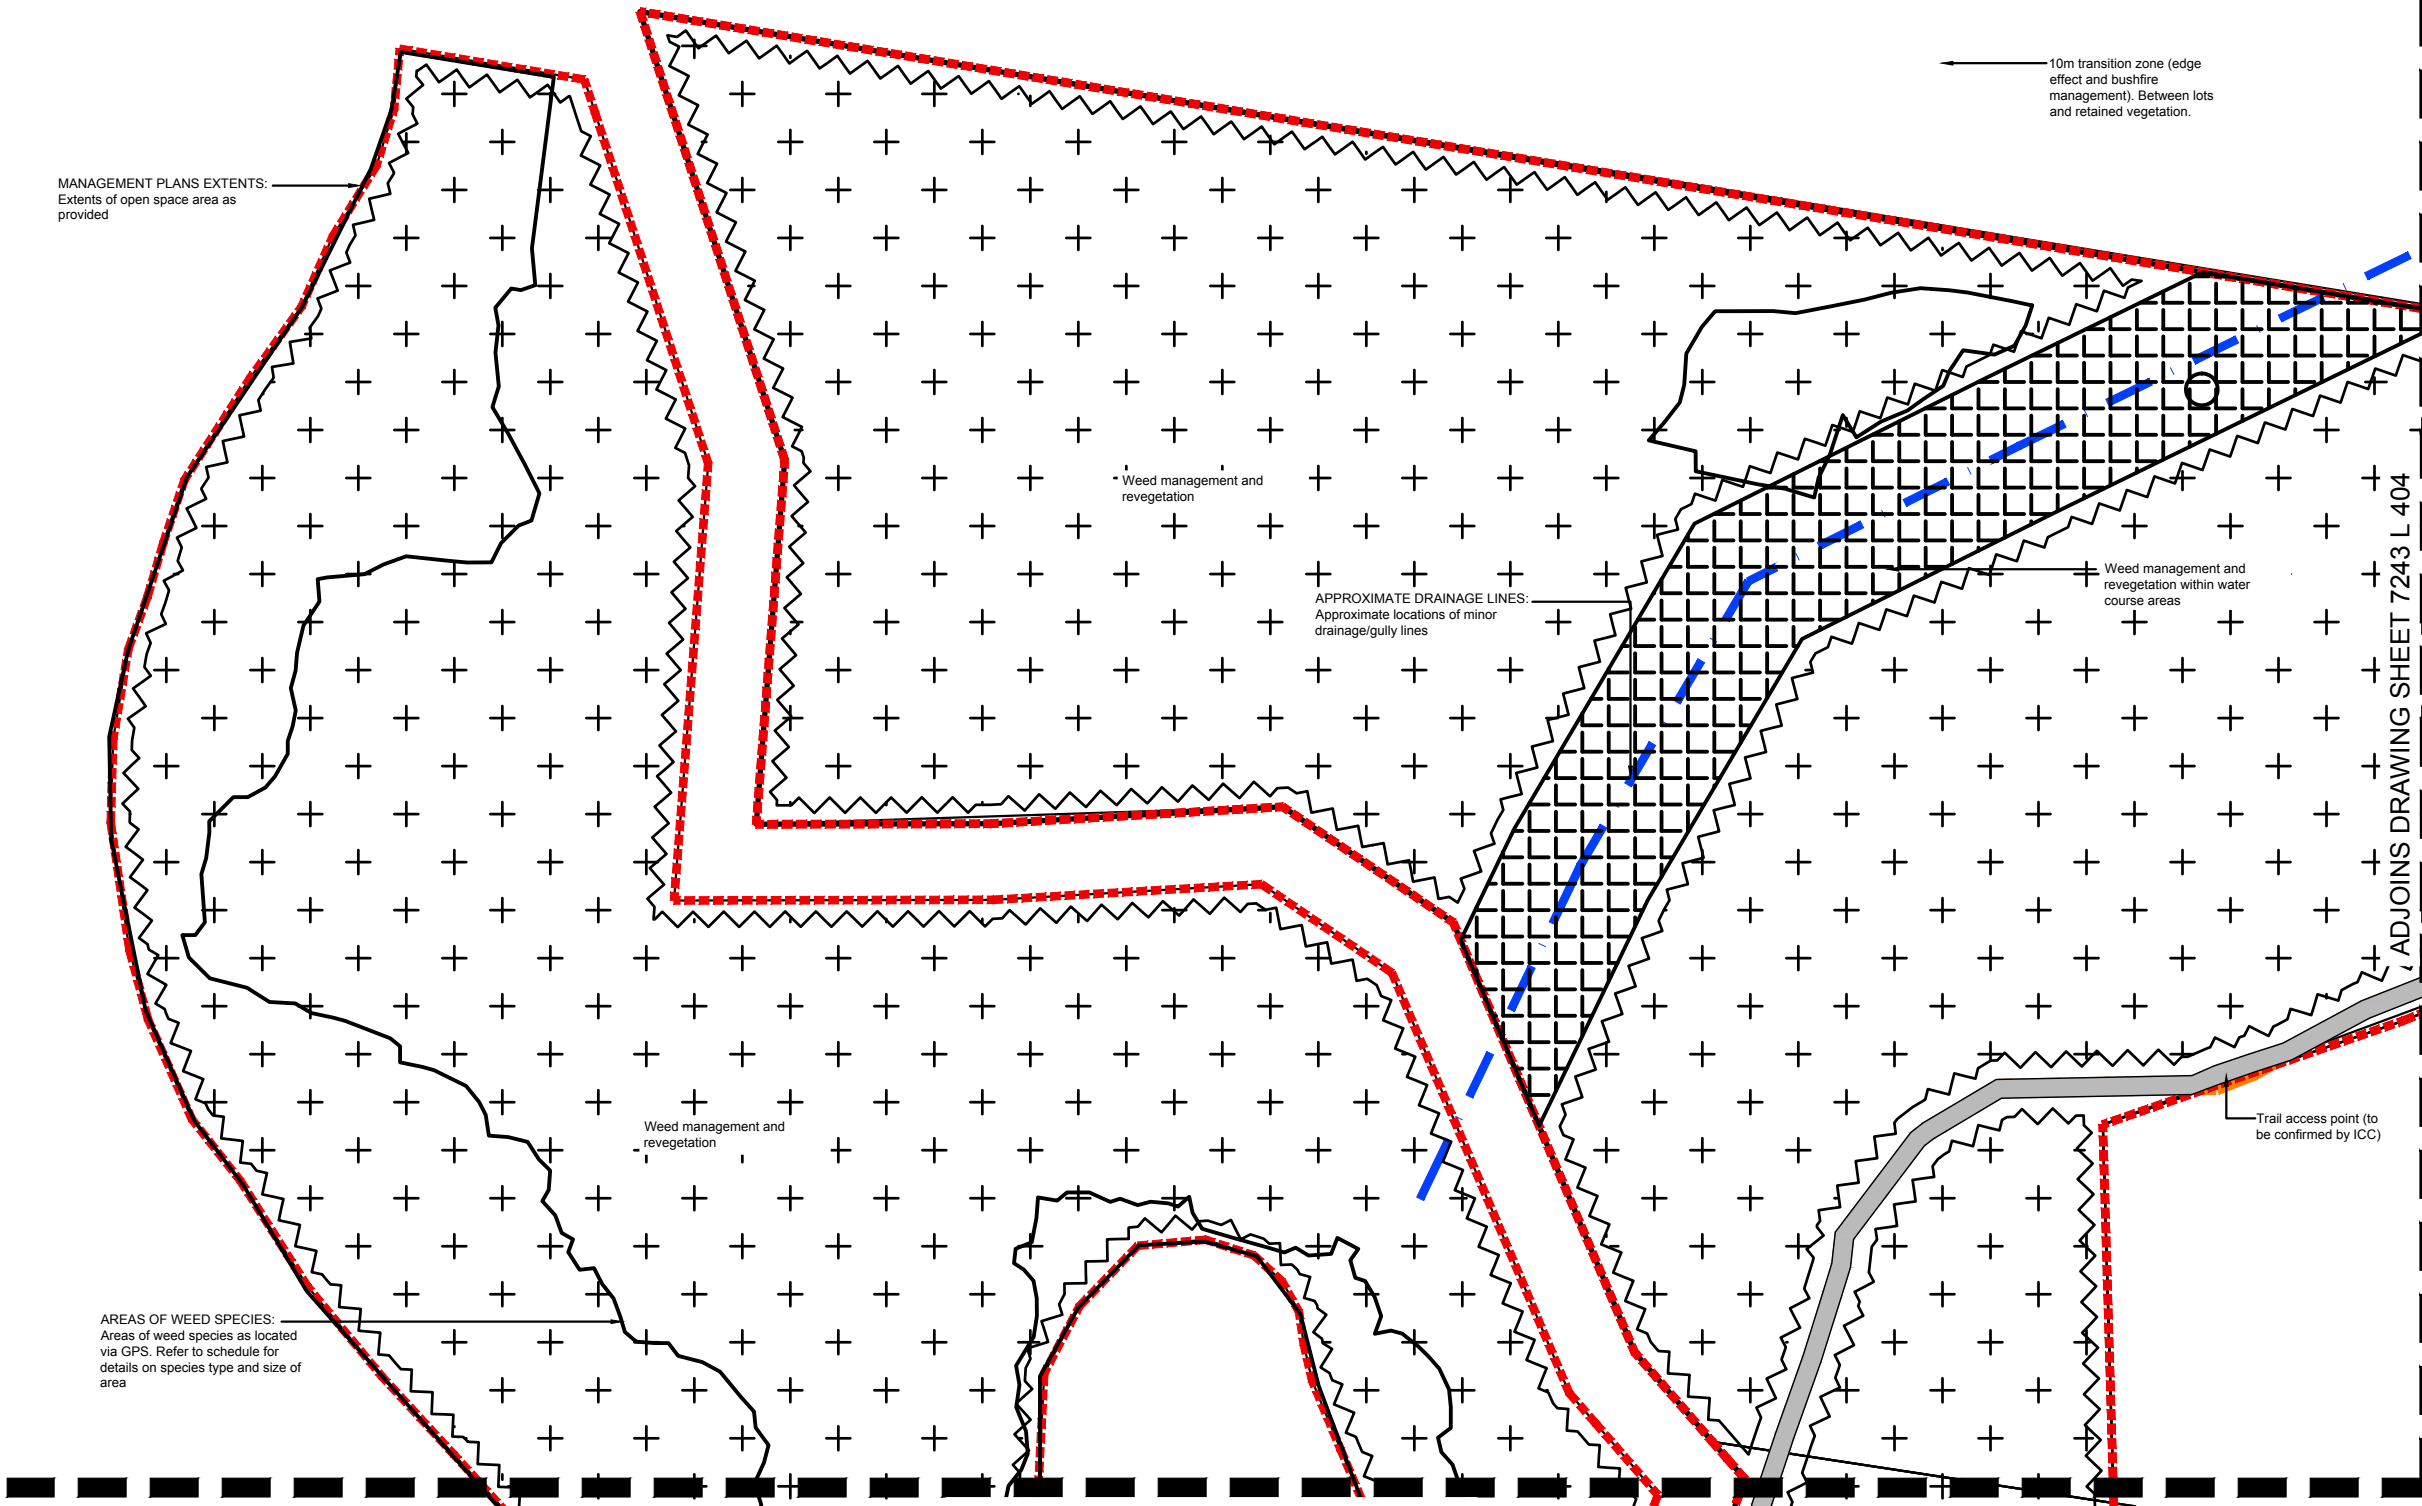 10m transition zone (edge
effect and bushfire
management). Between lots
and retained vegetation.
MANAGEMENT PLANS EXTENTS:
Extents of open space area as
provided
Weed management and
revegetation
APPROXIMATE DRAINAGE LINES:
Approximate locations of minor
drainage/gully lines
Weed management and
revegetation within water
course areas
ADJOINS DRAWING SHEET 7243 L 404
Trail access point (to
be confirmed by ICC)
Weed management and
revegetation
AREAS OF WEED SPECIES:
Areas of weed species as located
via GPS. Refer to schedule for
details on species type and size of
area